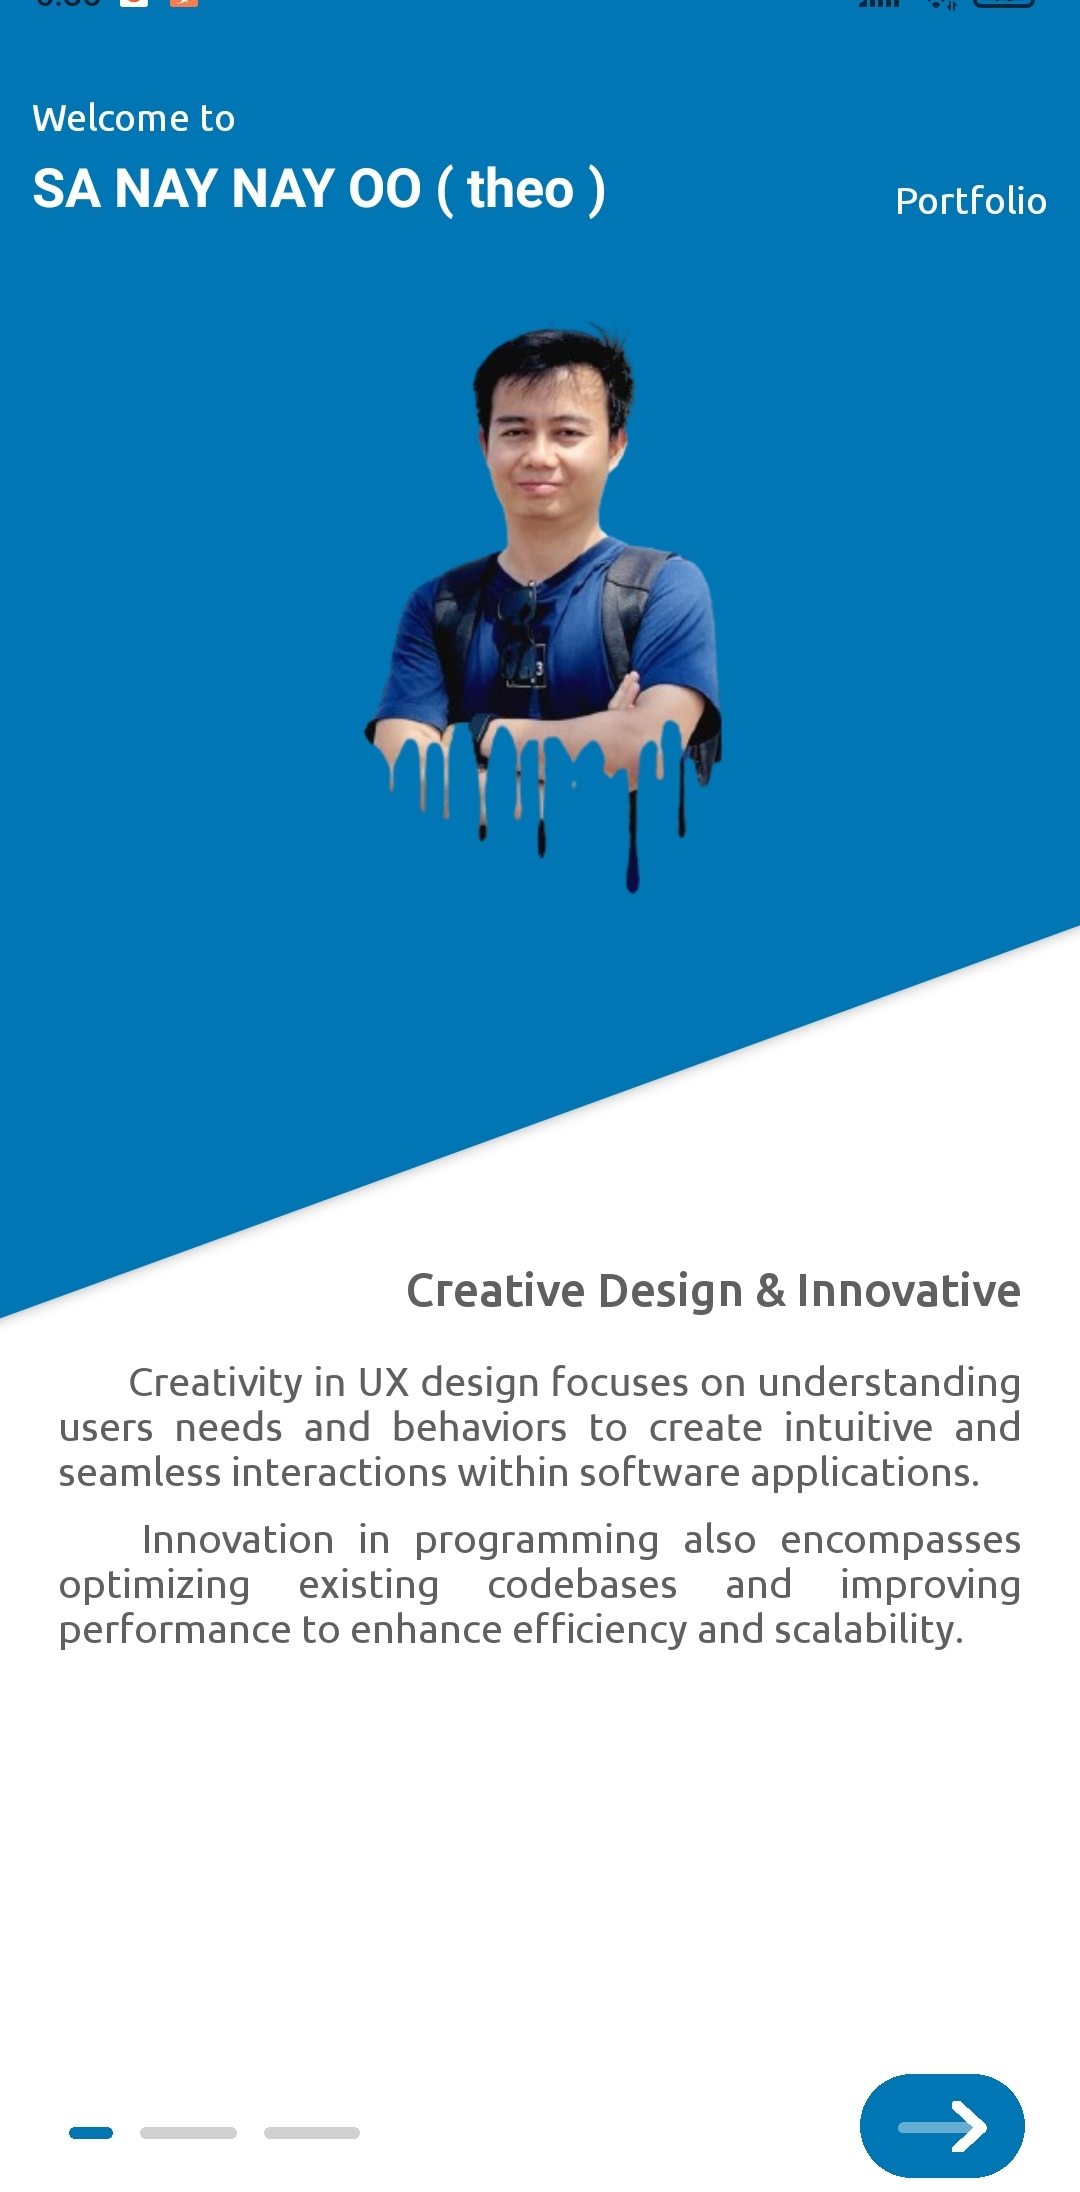 Welcome to
SA NAY NAY OO ( theo )
Portfolio
Creative Design & Innovative
Creativity in UX design focuses on understanding
users needs and behaviors to create intuitive and
seamless interactions within software applications.
Innovation in programming also encompasses
optimizing existing codebases and improving
performance to enhance efficiency and scalability.